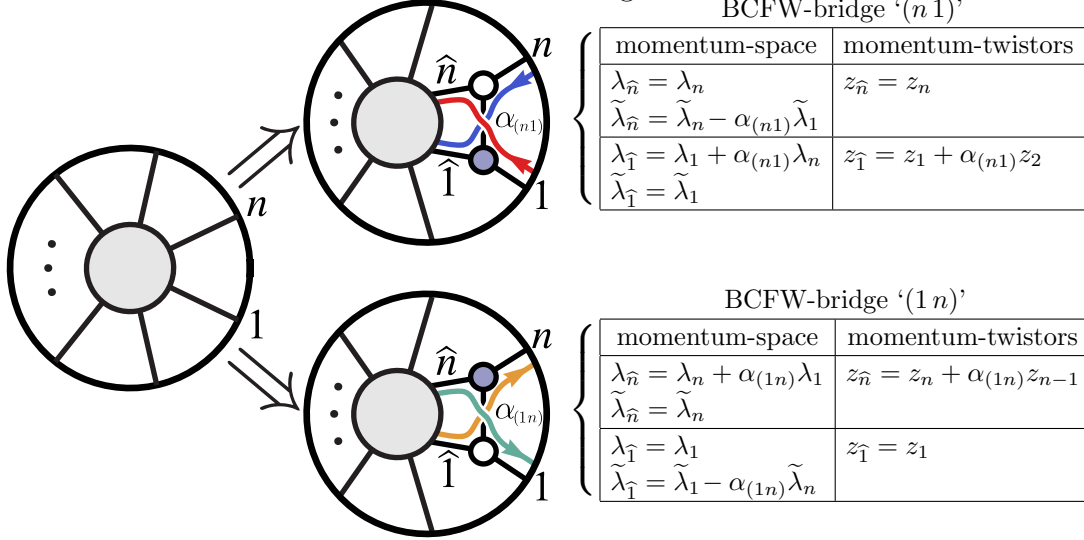 BCFW-bridge ‘(n 1)’
momentum-space momentum-twistors
λ_n̂ = λ_n z_n̂ = z_n
λ̃_n̂ = λ̃_n − α_(n1) λ̃_1
λ_1̂ = λ_1 + α_(n1) λ_n z_1̂ = z_1 + α_(n1) z_2
λ̃_1̂ = λ̃_1
n
n̂
α_(n1)
1̂
1
n
1
BCFW-bridge ‘(1 n)’
momentum-space momentum-twistors
λ_n̂ = λ_n + α_(1n) λ_1 z_n̂ = z_n + α_(1n) z_{n−1}
λ̃_n̂ = λ̃_n
λ_1̂ = λ_1 z_1̂ = z_1
λ̃_1̂ = λ̃_1 − α_(1n) λ̃_n
n
n̂
α_(1n)
1̂
1